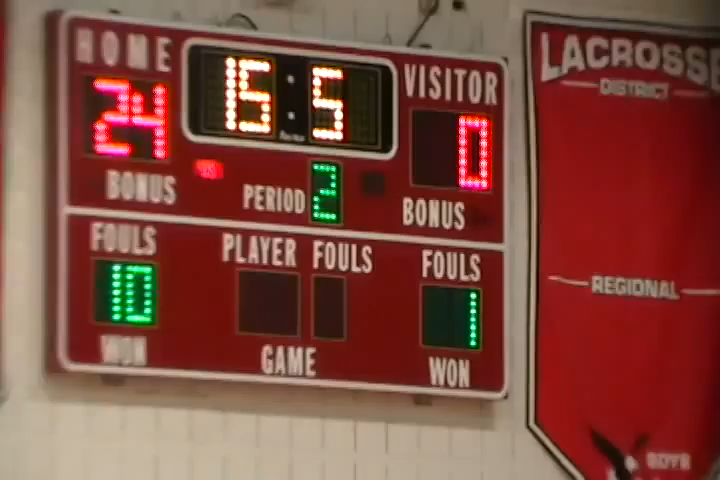 HOME 15:5 VISITOR
24 0
BONUS PERIOD 2 BONUS
FOULS PLAYER FOULS FOULS
10 1
WON GAME WON
LACROSSE
DISTRICT
REGIONAL
BOYS